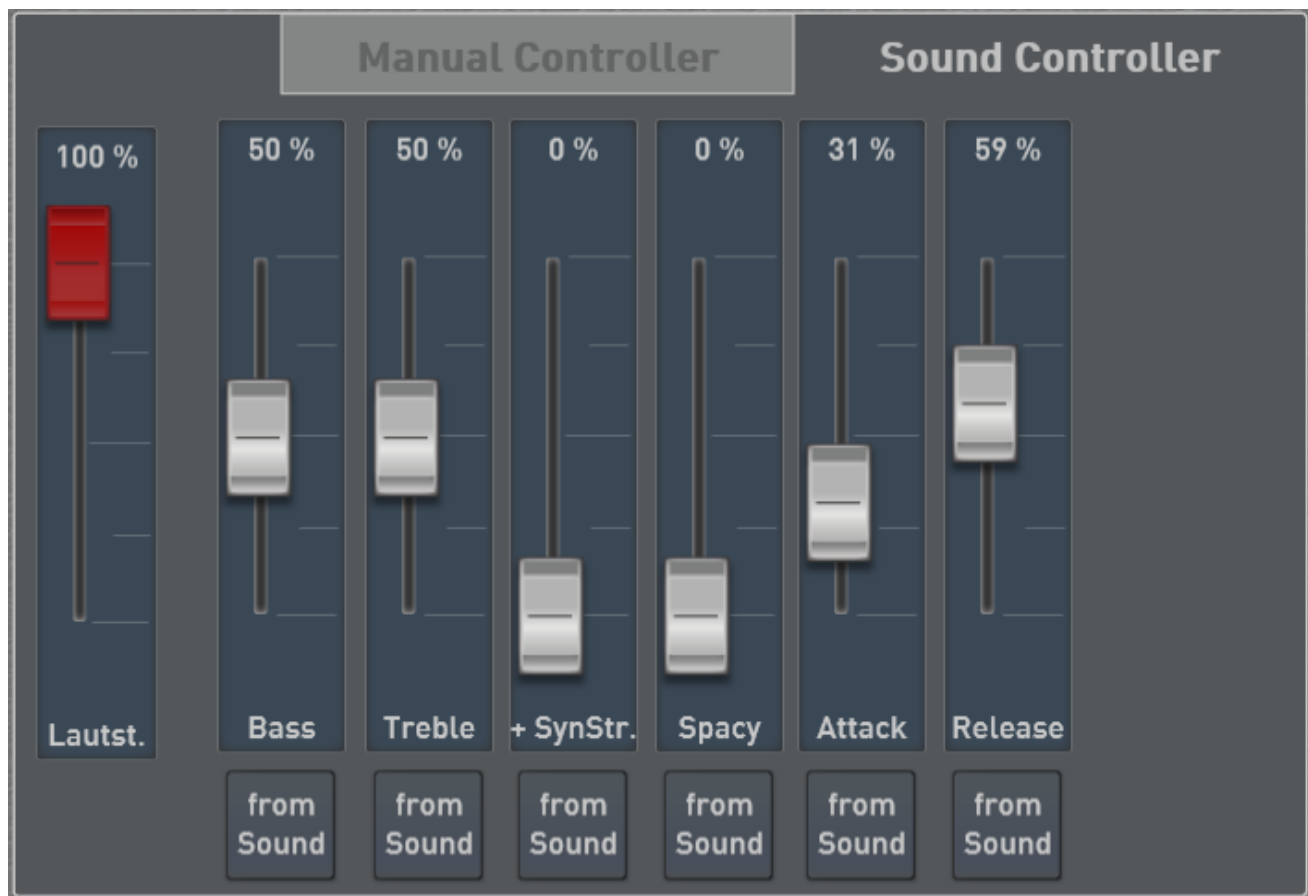 Manual Controller
Sound Controller
100 %
50 %
50 %
0 %
0 %
31 %
59 %
Lautst.
Bass
Treble
+ SynStr.
Spacy
Attack
Release
from
Sound
from
Sound
from
Sound
from
Sound
from
Sound
from
Sound